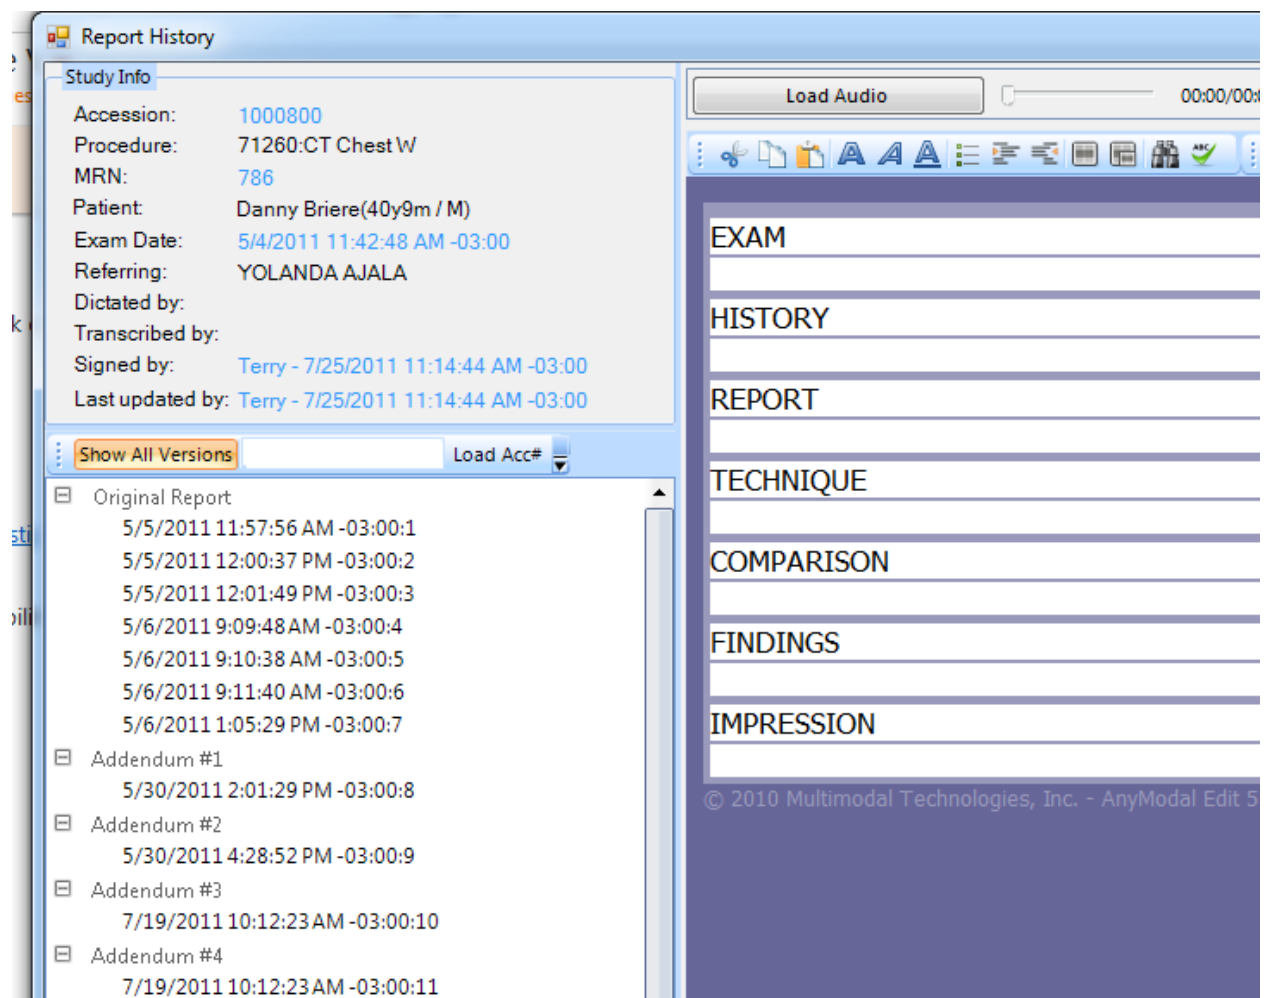 Report History
Study Info
Accession: 1000800
Procedure: 71260:CT Chest W
MRN: 786
Patient: Danny Briere(40y9m / M)
Exam Date: 5/4/2011 11:42:48 AM -03:00
Referring: YOLANDA AJALA
Dictated by:
Transcribed by:
Signed by: Terry - 7/25/2011 11:14:44 AM -03:00
Last updated by: Terry - 7/25/2011 11:14:44 AM -03:00
Show All Versions Load Acc#
Original Report
5/5/2011 11:57:56 AM -03:00:1
5/5/2011 12:00:37 PM -03:00:2
5/5/2011 12:01:49 PM -03:00:3
5/6/2011 9:09:48 AM -03:00:4
5/6/2011 9:10:38 AM -03:00:5
5/6/2011 9:11:40 AM -03:00:6
5/6/2011 1:05:29 PM -03:00:7
Addendum #1
5/30/2011 2:01:29 PM -03:00:8
Addendum #2
5/30/2011 4:28:52 PM -03:00:9
Addendum #3
7/19/2011 10:12:23 AM -03:00:10
Addendum #4
7/19/2011 10:12:23 AM -03:00:11
Load Audio 00:00/00:
ABC
EXAM
HISTORY
REPORT
TECHNIQUE
COMPARISON
FINDINGS
IMPRESSION
© 2010 Multimodal Technologies, Inc. - AnyModal Edit 5